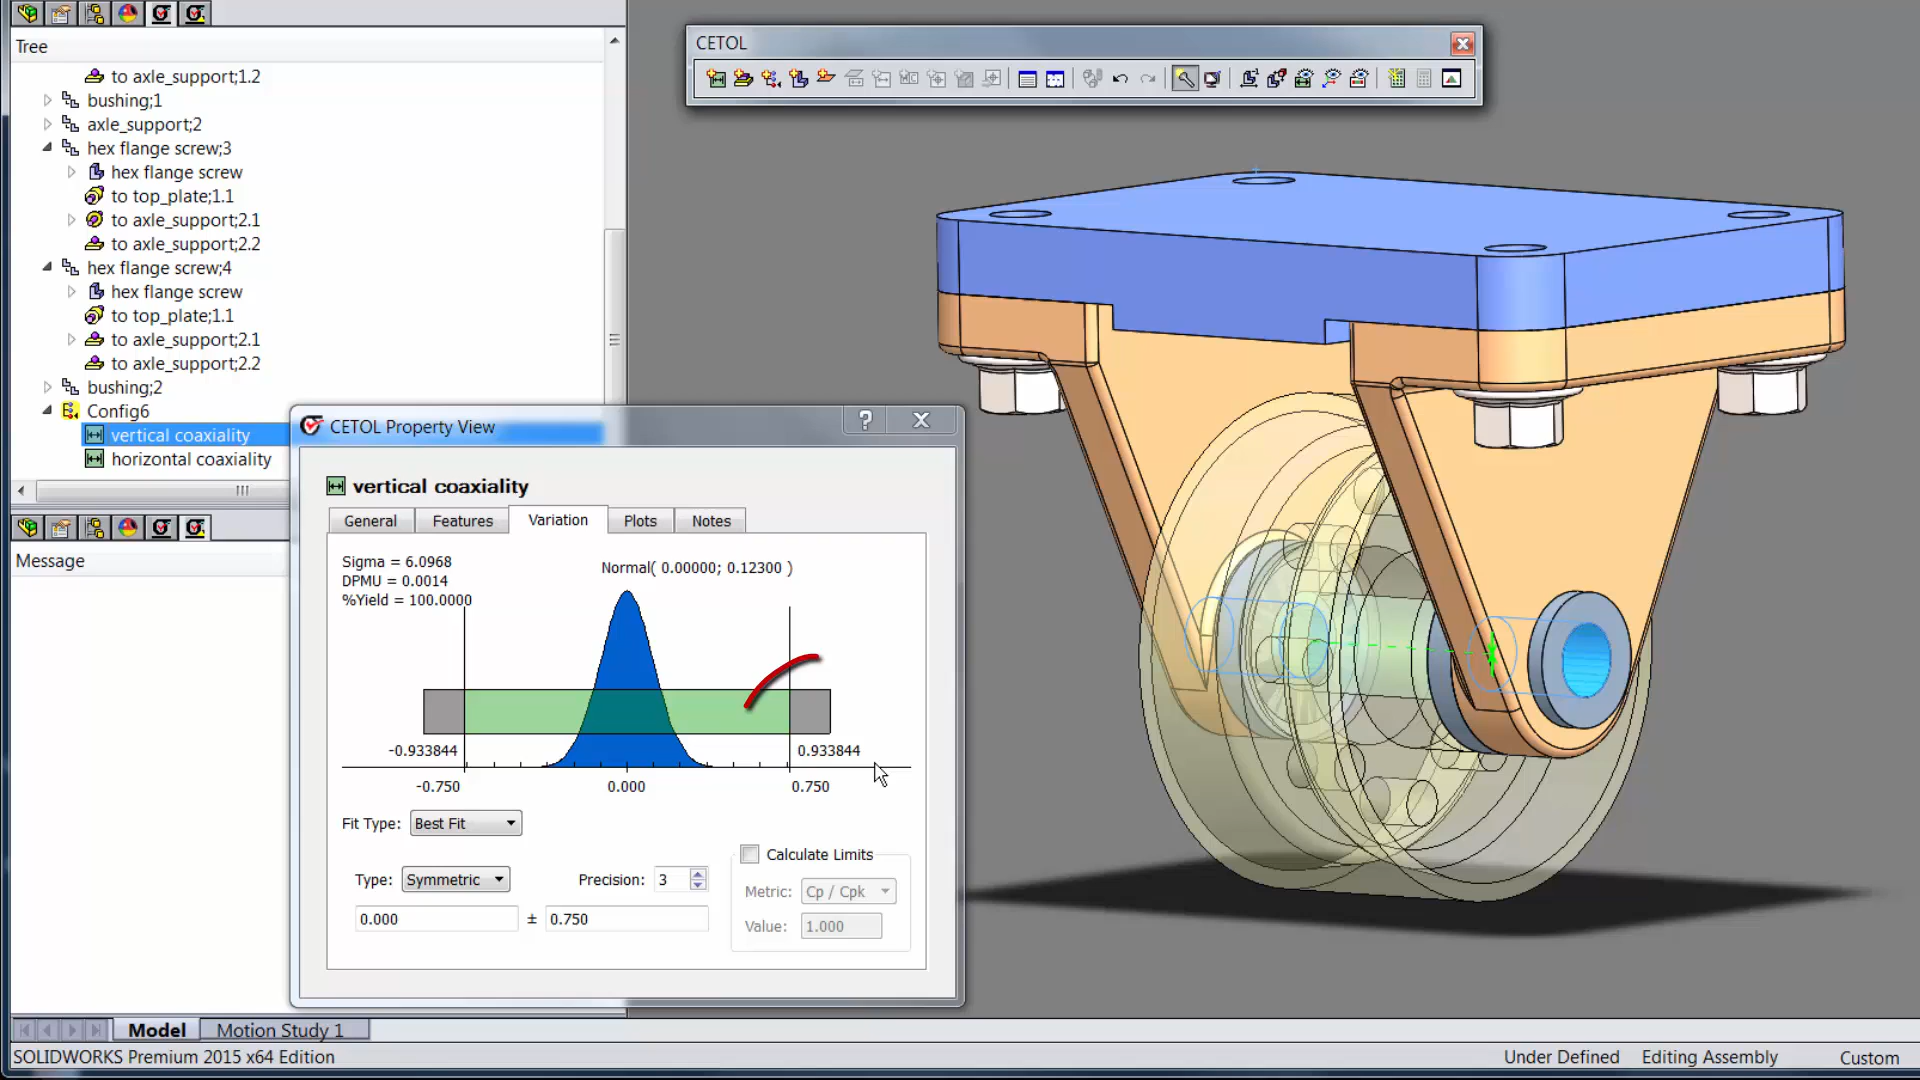 Tree
to axle_support;1.2
bushing;1
axle_support;2
hex flange screw;3
hex flange screw
to top_plate;1.1
to axle_support;2.1
to axle_support;2.2
hex flange screw;4
hex flange screw
to top_plate;1.1
to axle_support;2.1
to axle_support;2.2
bushing;2
Config6
vertical coaxiality
horizontal coaxiality
Message
CETOL
CETOL Property View
?
vertical coaxiality
General Features Variation Plots Notes
Sigma = 6.0968
DPMU = 0.0014
%Yield = 100.0000
Normal( 0.00000; 0.12300 )
-0.933844 0.933844
-0.750 0.000 0.750
Fit Type: Best Fit
Type: Symmetric Precision: 3
0.000 ± 0.750
Calculate Limits
Metric: Cp / Cpk
Value: 1.000
Model Motion Study 1
SOLIDWORKS Premium 2015 x64 Edition
Under Defined Editing Assembly Custom